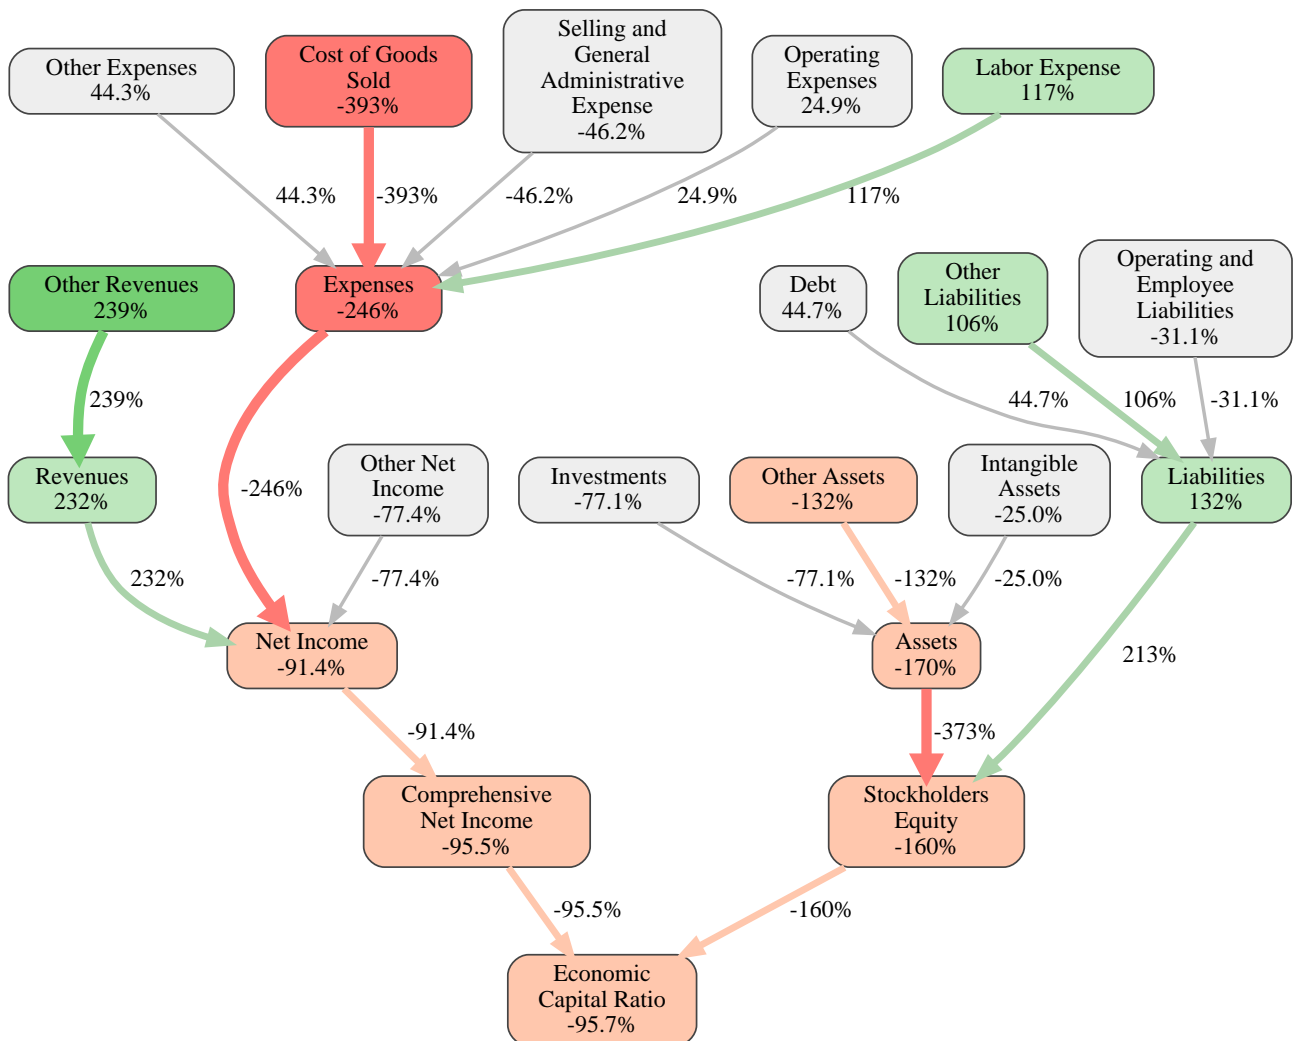 Other Expenses
44.3%
Cost of Goods
Sold
-393%
Selling and
General
Administrative
Expense
-46.2%
Operating
Expenses
24.9%
Labor Expense
117%
44.3%
-393%
-46.2%
24.9%
117%
Other Revenues
239%
Expenses
-246%
Debt
44.7%
Other
Liabilities
106%
Operating and
Employee
Liabilities
-31.1%
239%
44.7%
106%
-31.1%
Revenues
232%
-246%
Other Net
Income
-77.4%
Investments
-77.1%
Other Assets
-132%
Intangible
Assets
-25.0%
Liabilities
132%
232%
-77.4%
-77.1%
-132%
-25.0%
Net Income
-91.4%
Assets
-170%
213%
-91.4%
-373%
Comprehensive
Net Income
-95.5%
Stockholders
Equity
-160%
-95.5%
-160%
Economic
Capital Ratio
-95.7%